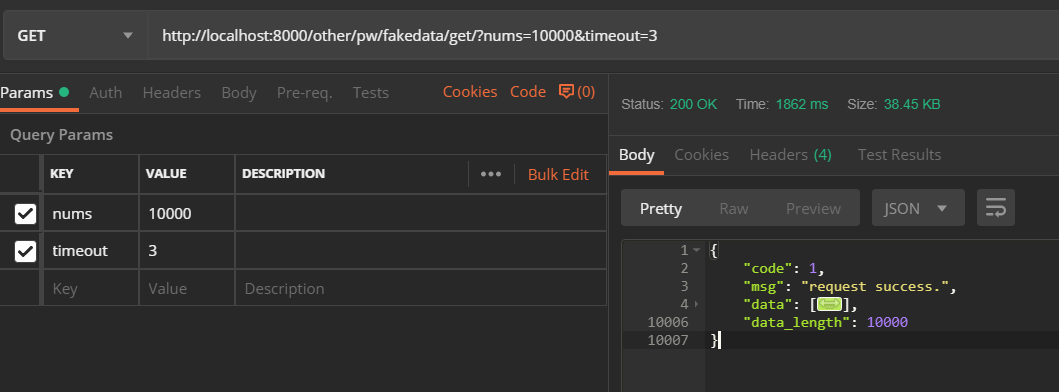 GET http://localhost:8000/other/pw/fakedata/get/?nums=10000&timeout=3
Params Auth Headers Body Pre-req. Tests Cookies Code (0)
Query Params
KEY VALUE DESCRIPTION ••• Bulk Edit
nums 10000
timeout 3
Key Value Description
Status: 200 OK Time: 1862 ms Size: 38.45 KB
Body Cookies Headers (4) Test Results
Pretty Raw Preview JSON
1 {
2 "code": 1,
3 "msg": "request success.",
4 "data": [],
10006 "data_length": 10000
10007 }